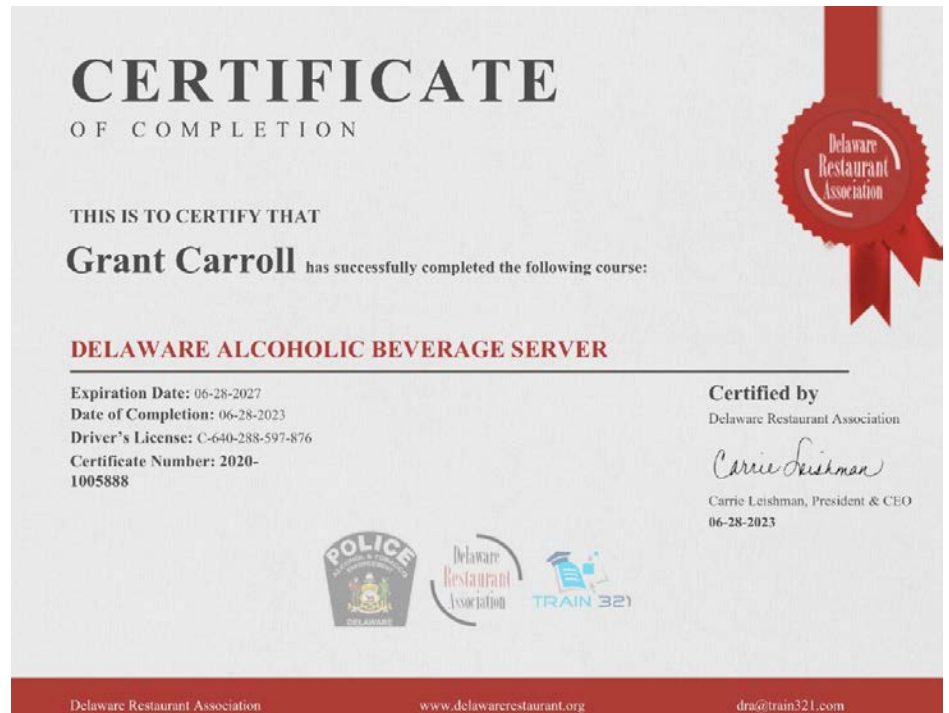 CERTIFICATE
OF COMPLETION
Delaware
Restaurant
Association
THIS IS TO CERTIFY THAT
Grant Carroll has successfully completed the following course:
DELAWARE ALCOHOLIC BEVERAGE SERVER
Expiration Date: 06-28-2027
Date of Completion: 06-28-2023
Driver's License: C-640-288-597-876
Certificate Number: 2020-
1005888
Certified by
Delaware Restaurant Association
Carrie Leishman
Carrie Leishman, President & CEO
06-28-2023
POLICE
ALCOHOL & TOBACCO
ENFORCEMENT
DELAWARE
Delaware
Restaurant
Association
TRAIN 321
Delaware Restaurant Association
www.delawarerestaurant.org
dra@train321.com